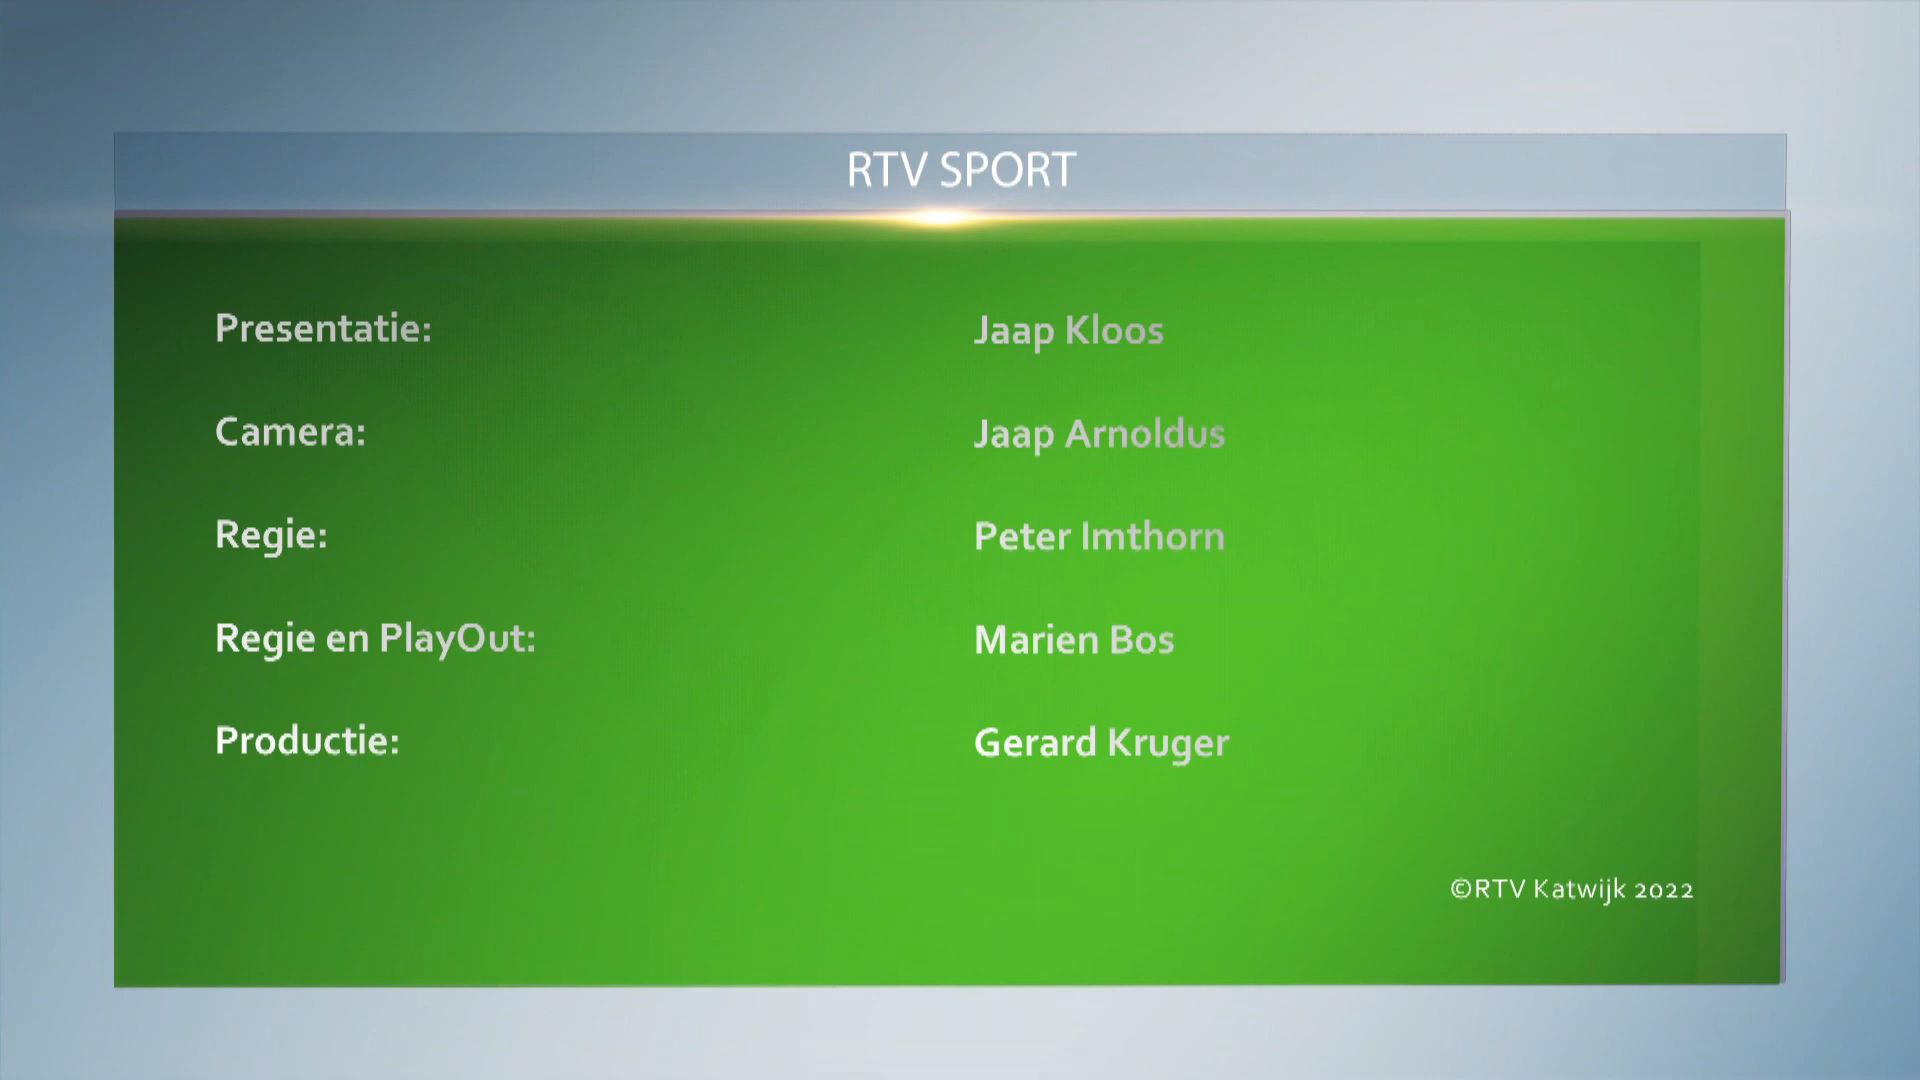 RTV SPORT
Presentatie: Jaap Kloos
Camera: Jaap Arnoldus
Regie: Peter Imthorn
Regie en PlayOut: Marien Bos
Productie: Gerard Kruger
©RTV Katwijk 2022